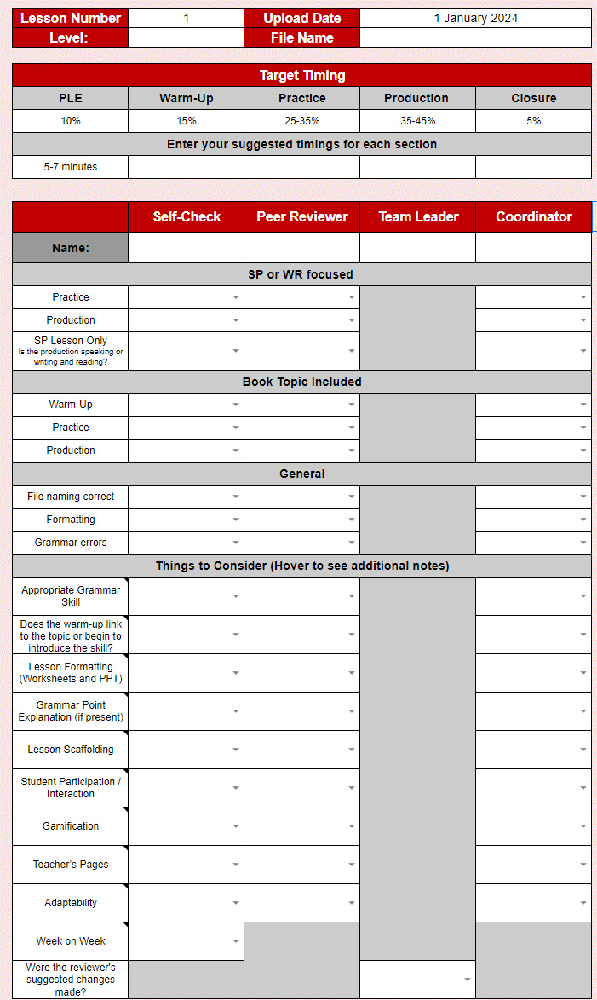 Lesson Number 1 Upload Date 1 January 2024
Level: File Name
Target Timing
PLE Warm-Up Practice Production Closure
10% 15% 25-35% 35-45% 5%
Enter your suggested timings for each section
5-7 minutes
Self-Check Peer Reviewer Team Leader Coordinator
Name:
SP or WR focused
Practice
Production
SP Lesson Only
Is the production speaking or
writing and reading?
Book Topic Included
Warm-Up
Practice
Production
General
File naming correct
Formatting
Grammar errors
Things to Consider (Hover to see additional notes)
Appropriate Grammar
Skill
Does the warm-up link
to the topic or begin to
introduce the skill?
Lesson Formatting
(Worksheets and PPT)
Grammar Point
Explanation (if present)
Lesson Scaffolding
Student Participation /
Interaction
Gamification
Teacher's Pages
Adaptability
Week on Week
Were the reviewer's
suggested changes
made?